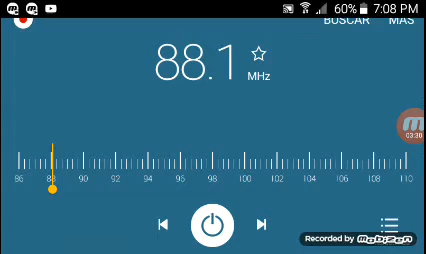 60% 7:08 PM
BUSCAR MÁS
88.1
MHz
03:30
86 88 90 92 94 96 98 100 102 104 106 108 110
Recorded by mobizen